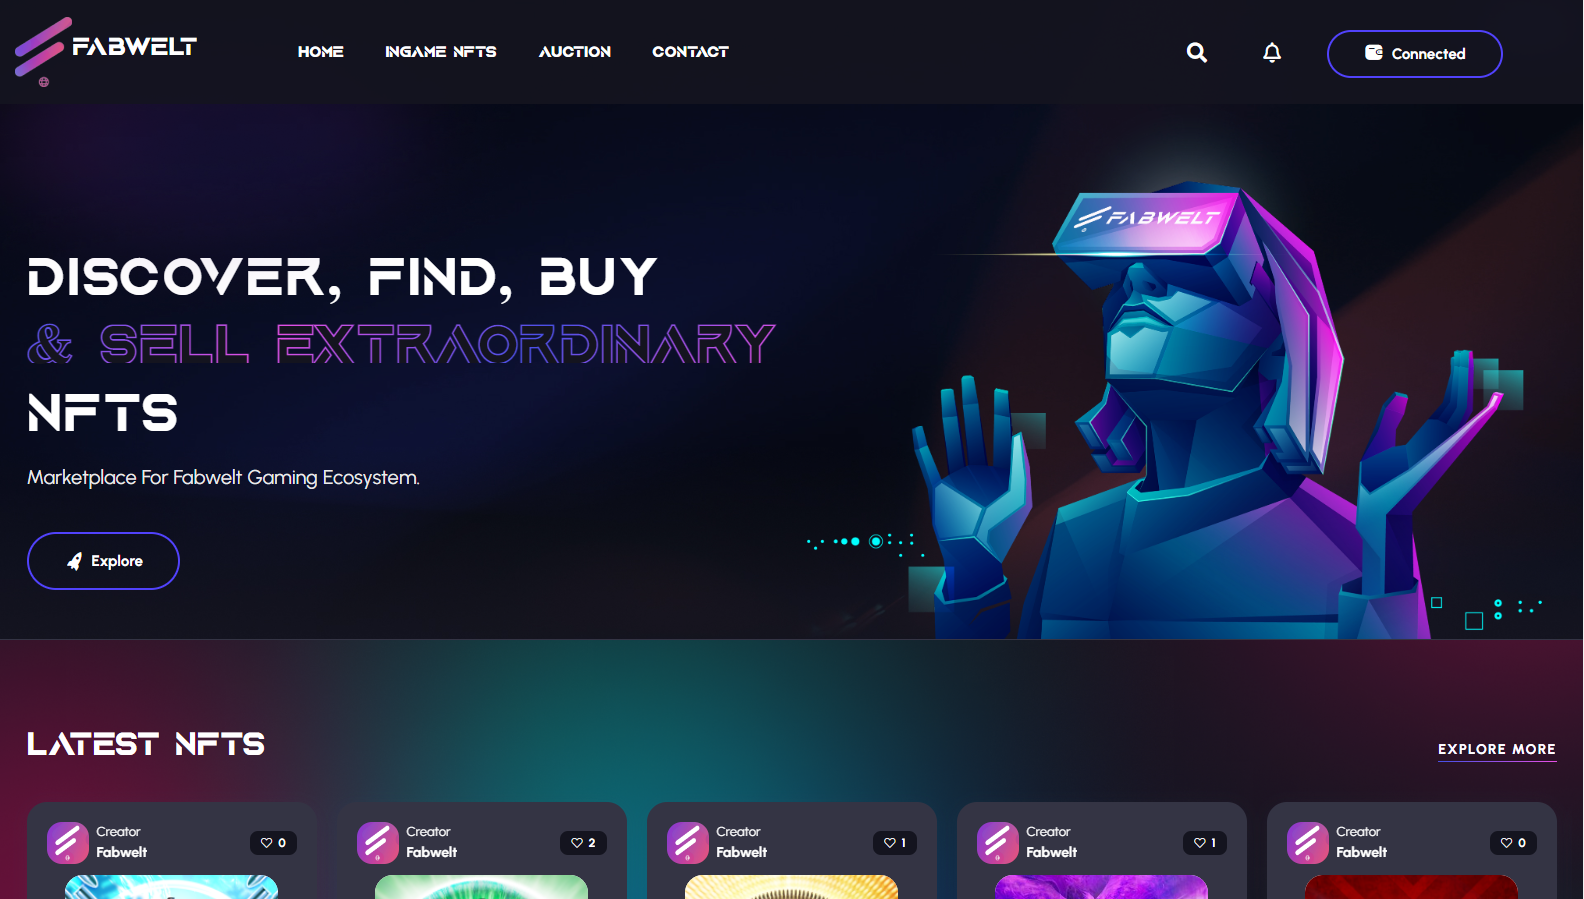 FABWELT
HOME INGAME NFTS AUCTION CONTACT
Connected
FABWELT
DISCOVER, FIND, BUY
& SELL EXTRAORDINARY
NFTS
Marketplace For Fabwelt Gaming Ecosystem.
Explore
LATEST NFTS
EXPLORE MORE
Creator
Fabwelt
0
Creator
Fabwelt
2
Creator
Fabwelt
1
Creator
Fabwelt
1
Creator
Fabwelt
0